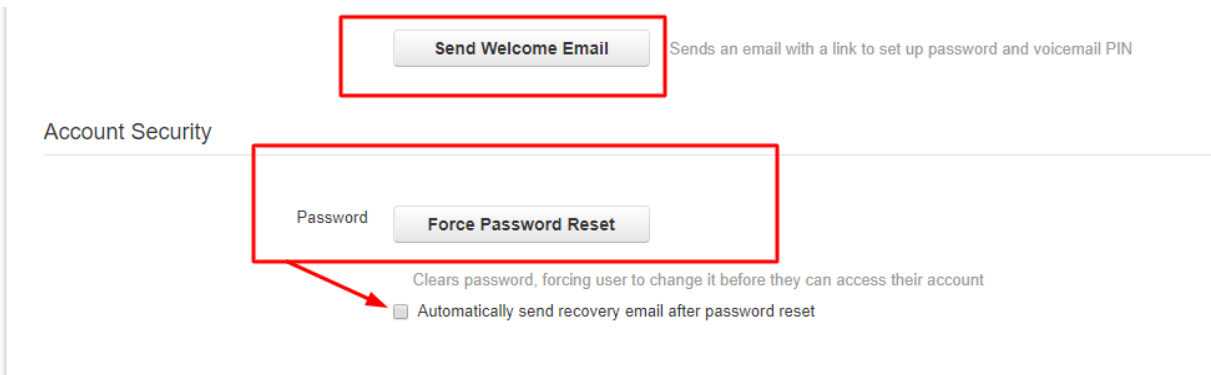 Send Welcome Email Sends an email with a link to set up password and voicemail PIN
Account Security
Password Force Password Reset
Clears password, forcing user to change it before they can access their account
Automatically send recovery email after password reset